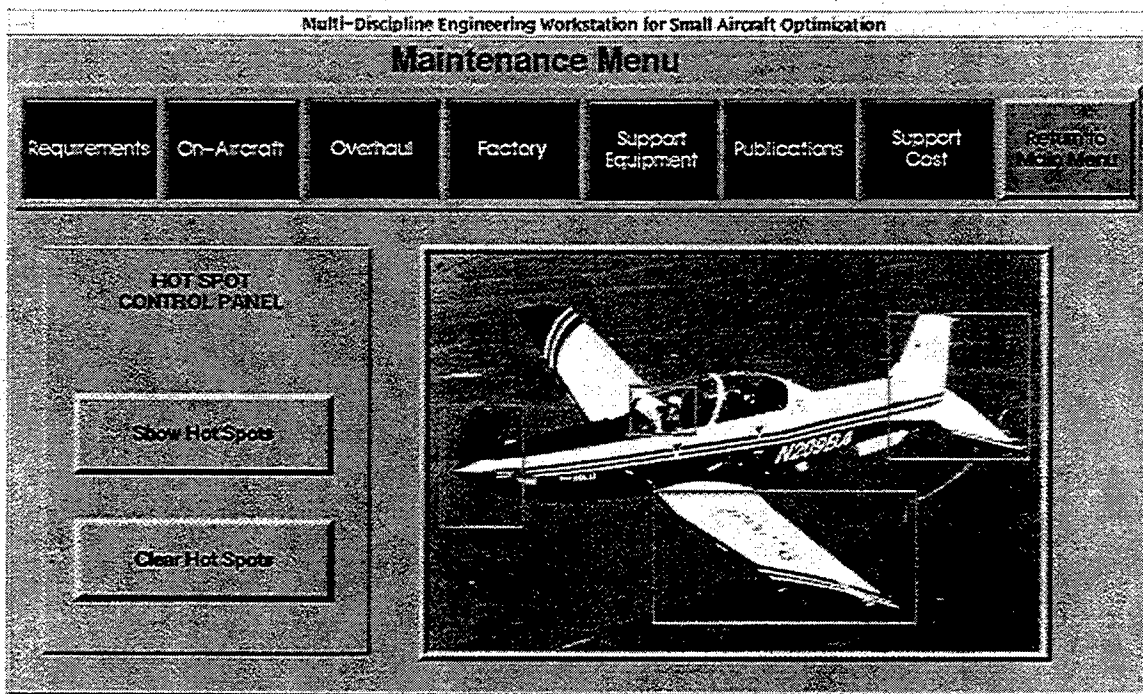 Multi-Discipline Engineering Workstation for Small Aircraft Optimization
Maintenance Menu
Requirements
On-Aircraft
Overhaul
Factory
Support
Equipment
Publications
Support
Cost
Return to
Main Menu
HOT SPOT
CONTROL PANEL
Show Hot Spots
Clear Hot Spots